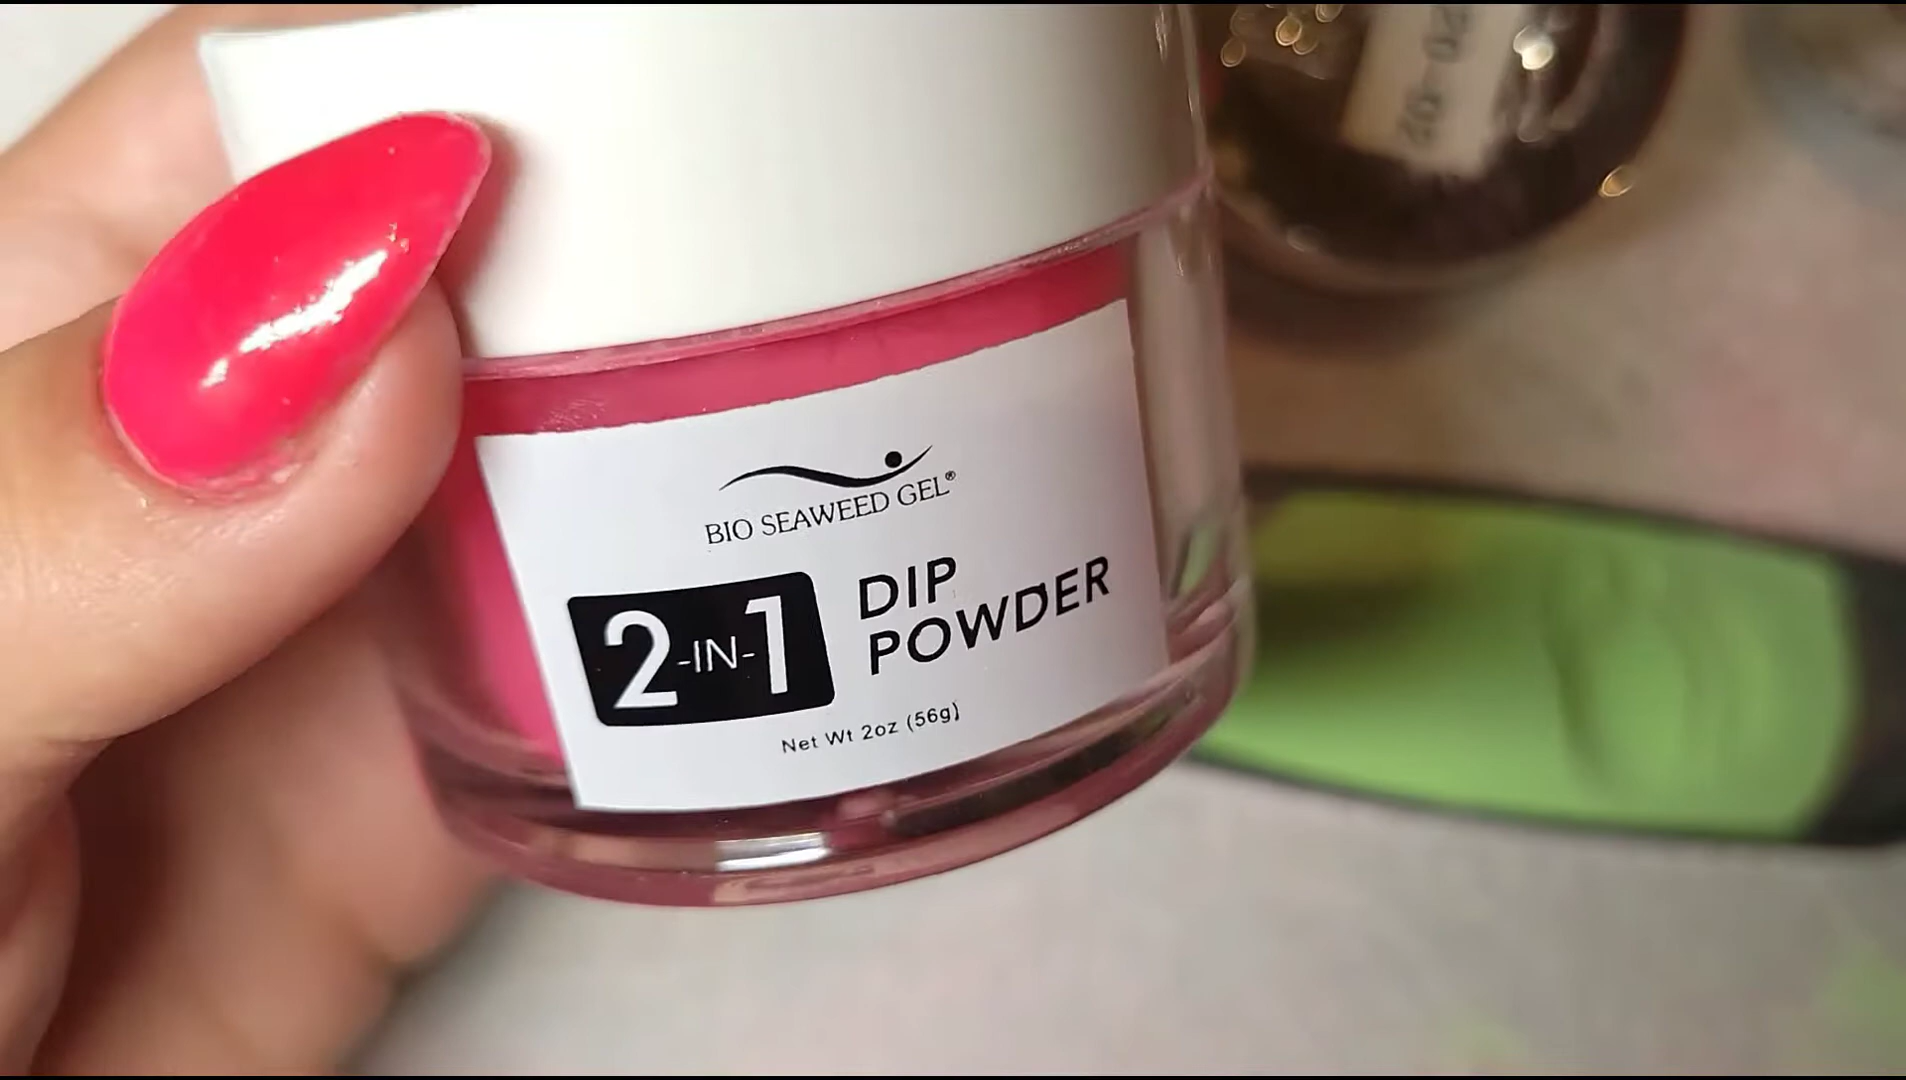 BIO SEAWEED GEL®
2-IN-1
DIP
POWDER
Net Wt 2oz (56g)